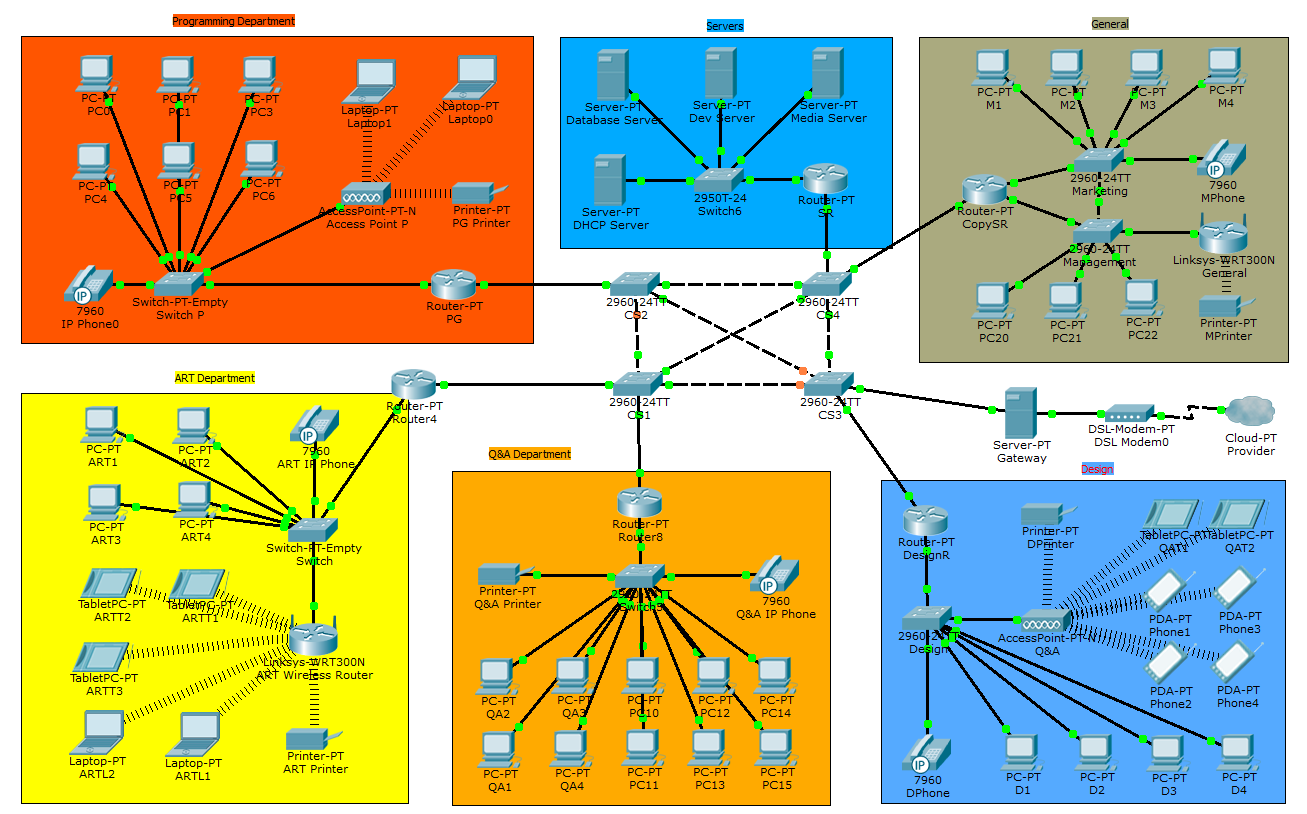 Programming Department
PC-PT
PC0
PC-PT
PC1
PC-PT
PC3
Laptop-PT
Laptop1
Laptop-PT
Laptop0
PC-PT
PC4
PC-PT
PC5
PC-PT
PC6
AccessPoint-PT-N
Access Point P
Printer-PT
PG Printer
IP
7960
IP Phone0
Switch-PT-Empty
Switch P
Router-PT
PG
Servers
Server-PT
Database Server
Server-PT
Dev Server
Server-PT
Media Server
Server-PT
DHCP Server
2950T-24
Switch6
Router-PT
SR
General
PC-PT
M1
PC-PT
M2
PC-PT
M3
PC-PT
M4
2960-24TT
Marketing
IP
7960
MPhone
Router-PT
CopySR
2960-24TT
Management
Linksys-WRT300N
General
PC-PT
PC20
PC-PT
PC21
PC-PT
PC22
Printer-PT
MPrinter
2960-24TT
CS2
2960-24TT
CS4
2960-24TT
CS1
2960-24TT
CS3
Server-PT
Gateway
DSL-Modem-PT
DSL Modem0
Cloud-PT
Provider
ART Department
Router-PT
Router4
PC-PT
ART1
PC-PT
ART2
IP
7960
ART IP Phone
PC-PT
ART3
PC-PT
ART4
Switch-PT-Empty
Switch
TabletPC-PT
ARTT2
TabletPC-PT
ARTT1
TabletPC-PT
ARTT3
Linksys-WRT300N
ART Wireless Router
Laptop-PT
ARTL2
Laptop-PT
ARTL1
Printer-PT
ART Printer
Q&A Department
Router-PT
Router8
Printer-PT
Q&A Printer
2960-24TT
IP
7960
Q&A IP Phone
PC-PT
QA2
PC-PT
QA3
PC-PT
PC10
PC-PT
PC12
PC-PT
PC14
PC-PT
QA1
PC-PT
QA4
PC-PT
PC11
PC-PT
PC13
PC-PT
PC15
Design
Router-PT
DesignR
Printer-PT
DPrinter
TabletPC-PT
QAT1
TabletPC-PT
QAT2
PDA-PT
Phone1
PDA-PT
Phone3
2960-24TT
Design
AccessPoint-PT-N
Q&A
PDA-PT
Phone2
PDA-PT
Phone4
IP
7960
DPhone
PC-PT
D1
PC-PT
D2
PC-PT
D3
PC-PT
D4